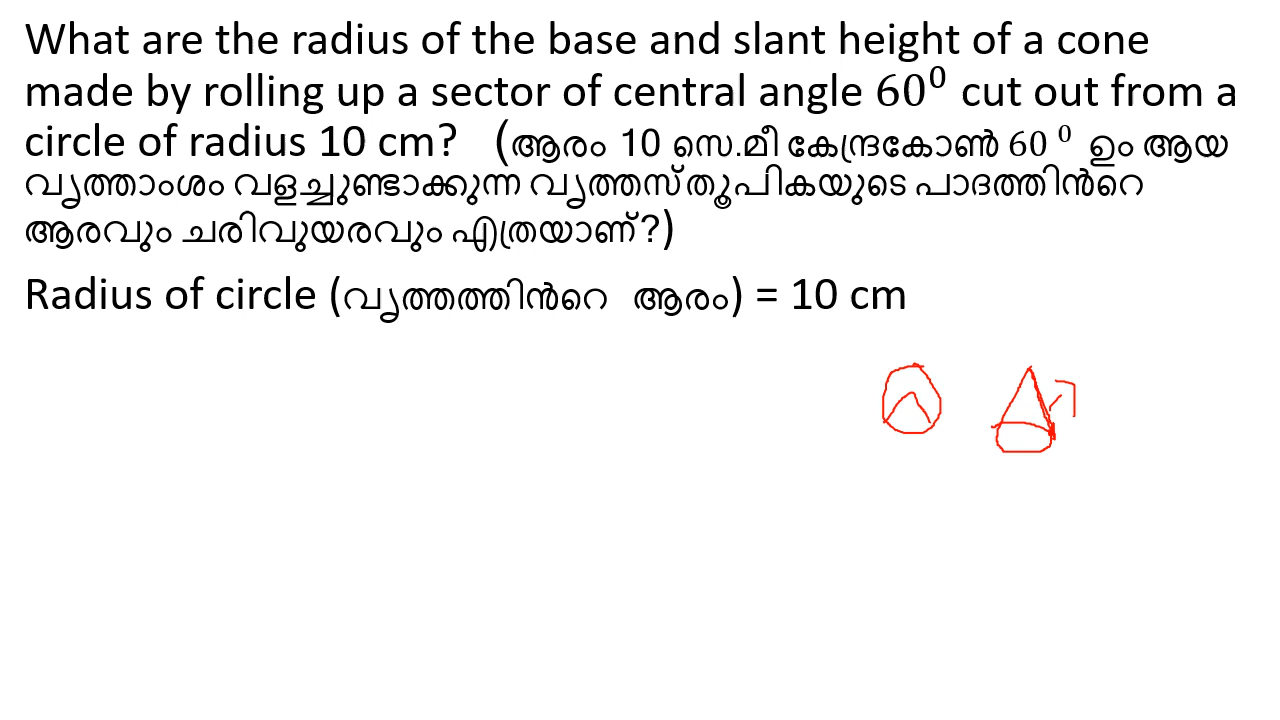 What are the radius of the base and slant height of a cone
made by rolling up a sector of central angle 60⁰ cut out from a
circle of radius 10 cm? (ആരം 10 സെ.മീ കേന്ദ്രകോൺ 60 ⁰ ഉം ആയ
വൃത്താംശം വളച്ചുണ്ടാക്കുന്ന വൃത്തസ്തൂപികയുടെ പാദത്തിൻറെ
ആരവും ചരിവുയരവും എത്രയാണ്?)
Radius of circle (വൃത്തത്തിൻറെ ആരം) = 10 cm